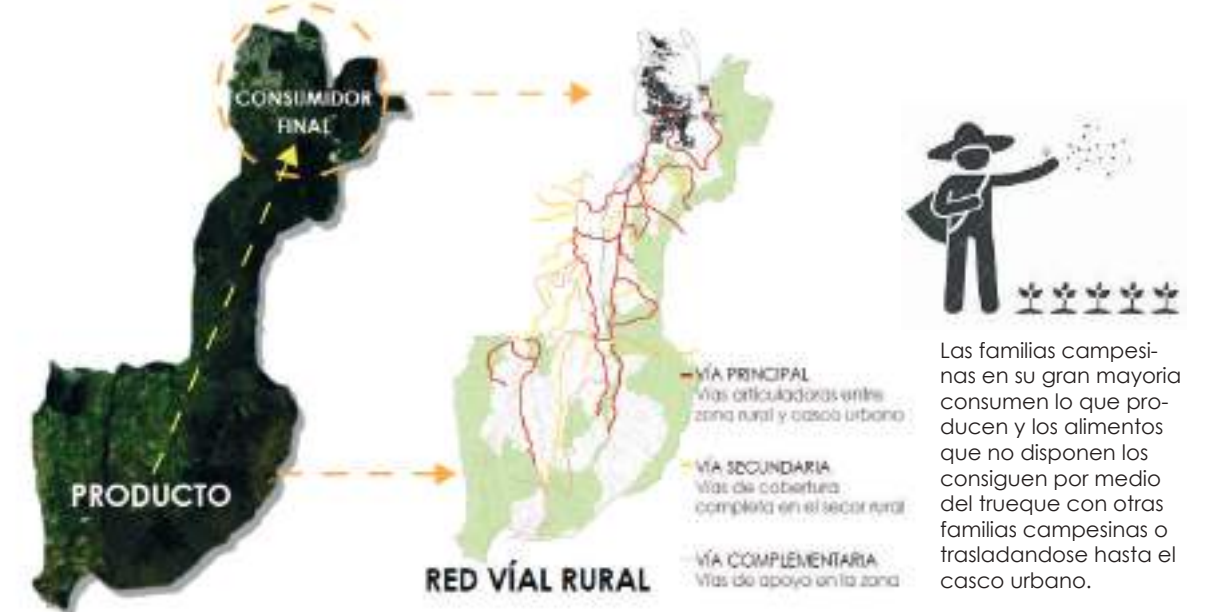 CONSUMIDOR
FINAL
PRODUCTO
RED VÍAL RURAL
VÍA PRINCIPAL
Vías articuladoras entre
zona rural y casco urbano
VÍA SECUNDARIA
Vías de cobertura
completa en el secor rural
VÍA COMPLEMENTARIA
Vías de apoyo en la zona
Las familias campesi-
nas en su gran mayoria
consumen lo que pro-
ducen y los alimentos
que no disponen los
consiguen por medio
del trueque con otras
familias campesinas o
trasladandose hasta el
casco urbano.